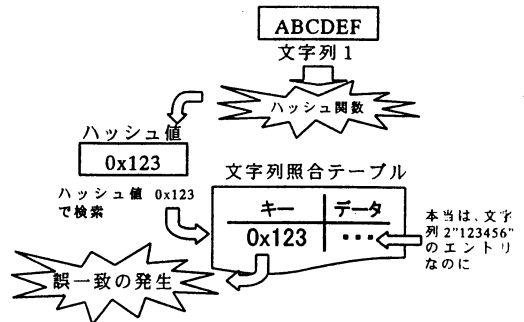 ABCDEF
文字列1
ハッシュ関数
ハッシュ値
0x123
ハッシュ値 0x123
で検索
文字列照合テーブル
キー データ
0x123 ・・・
本当は、文字
列2"123456"
のエントリ
なのに
誤一致の発生